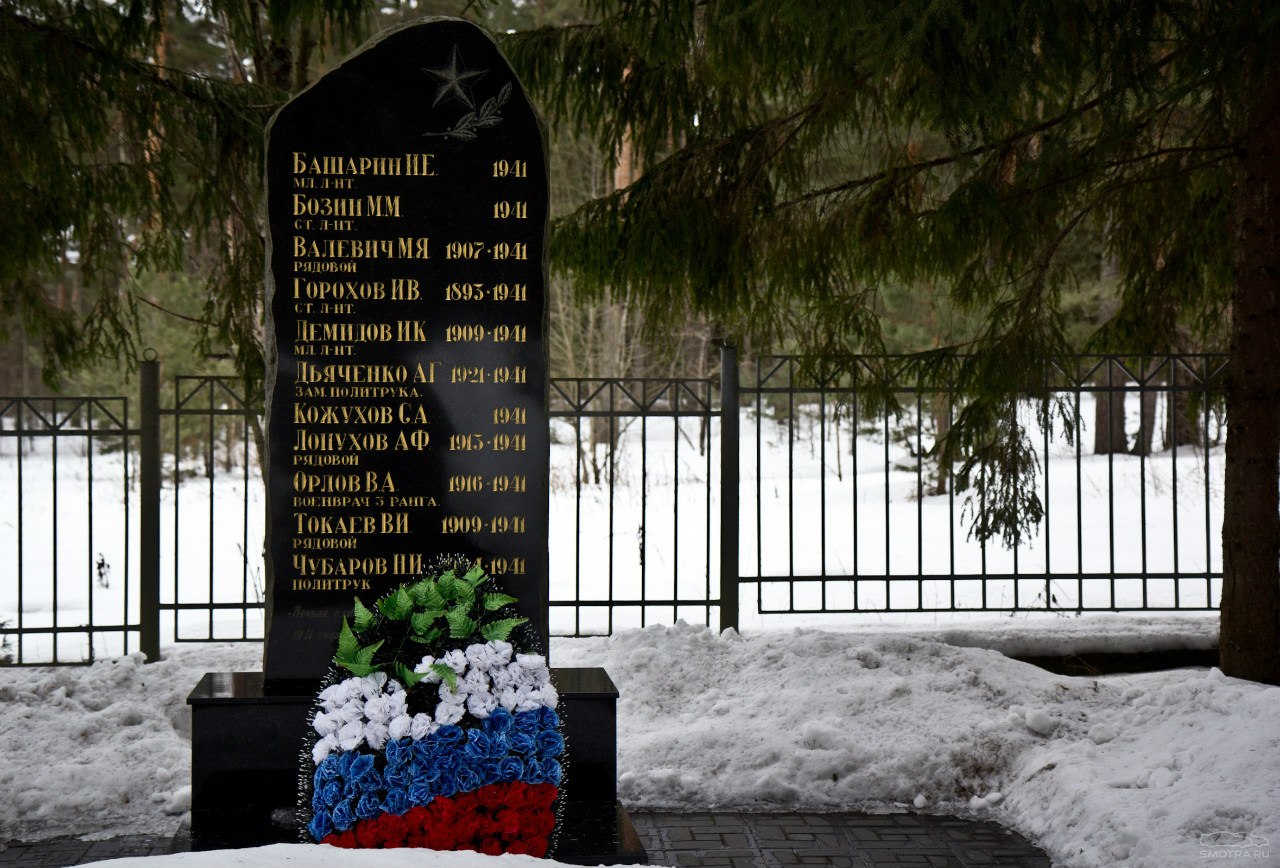 БАШАРИН И.Е. 1941
МЛ. Л-НТ.
БОЗИН М.М. 1941
СТ. Л-НТ.
ВАЛЕВИЧ М.Я 1907-1941
РЯДОВОЙ
ГОРОХОВ И.В. 1893-1941
СТ. Л-НТ.
ДЕМИДОВ И.К 1909-1941
МЛ. Л-НТ.
ДЬЯЧЕНКО А.Г 1921-1941
ЗАМ. ПОЛИТРУКА.
КОЖУХОВ С.А. 1941
ЛОПУХОВ А.Ф. 1913-1941
РЯДОВОЙ
ОРЛОВ В.А 1916-1941
ВОЕНВРАЧ 3 РАНГА.
ТОКАЕВ В.И 1909-1941
РЯДОВОЙ
ЧУБАРОВ Н.И. 1941
ПОЛИТРУК
SMOTRA.RU